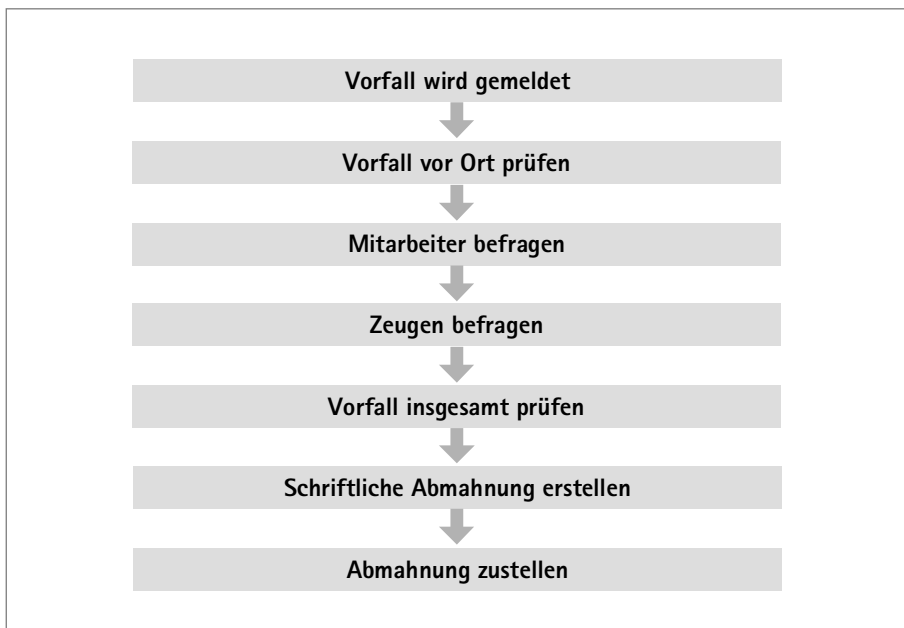 Vorfall wird gemeldet
Vorfall vor Ort prüfen
Mitarbeiter befragen
Zeugen befragen
Vorfall insgesamt prüfen
Schriftliche Abmahnung erstellen
Abmahnung zustellen